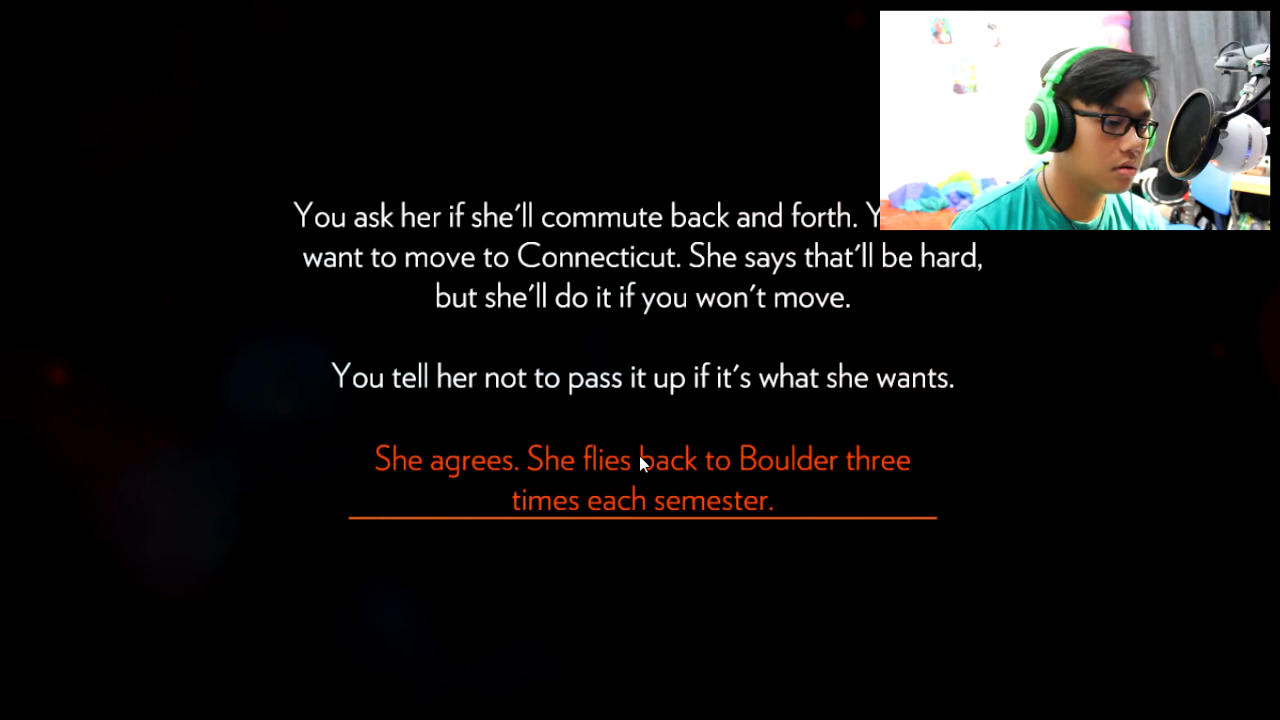 You ask her if she'll commute back and forth.
want to move to Connecticut. She says that'll be hard,
but she'll do it if you won't move.
You tell her not to pass it up if it's what she wants.
She agrees. She flies back to Boulder three
times each semester.